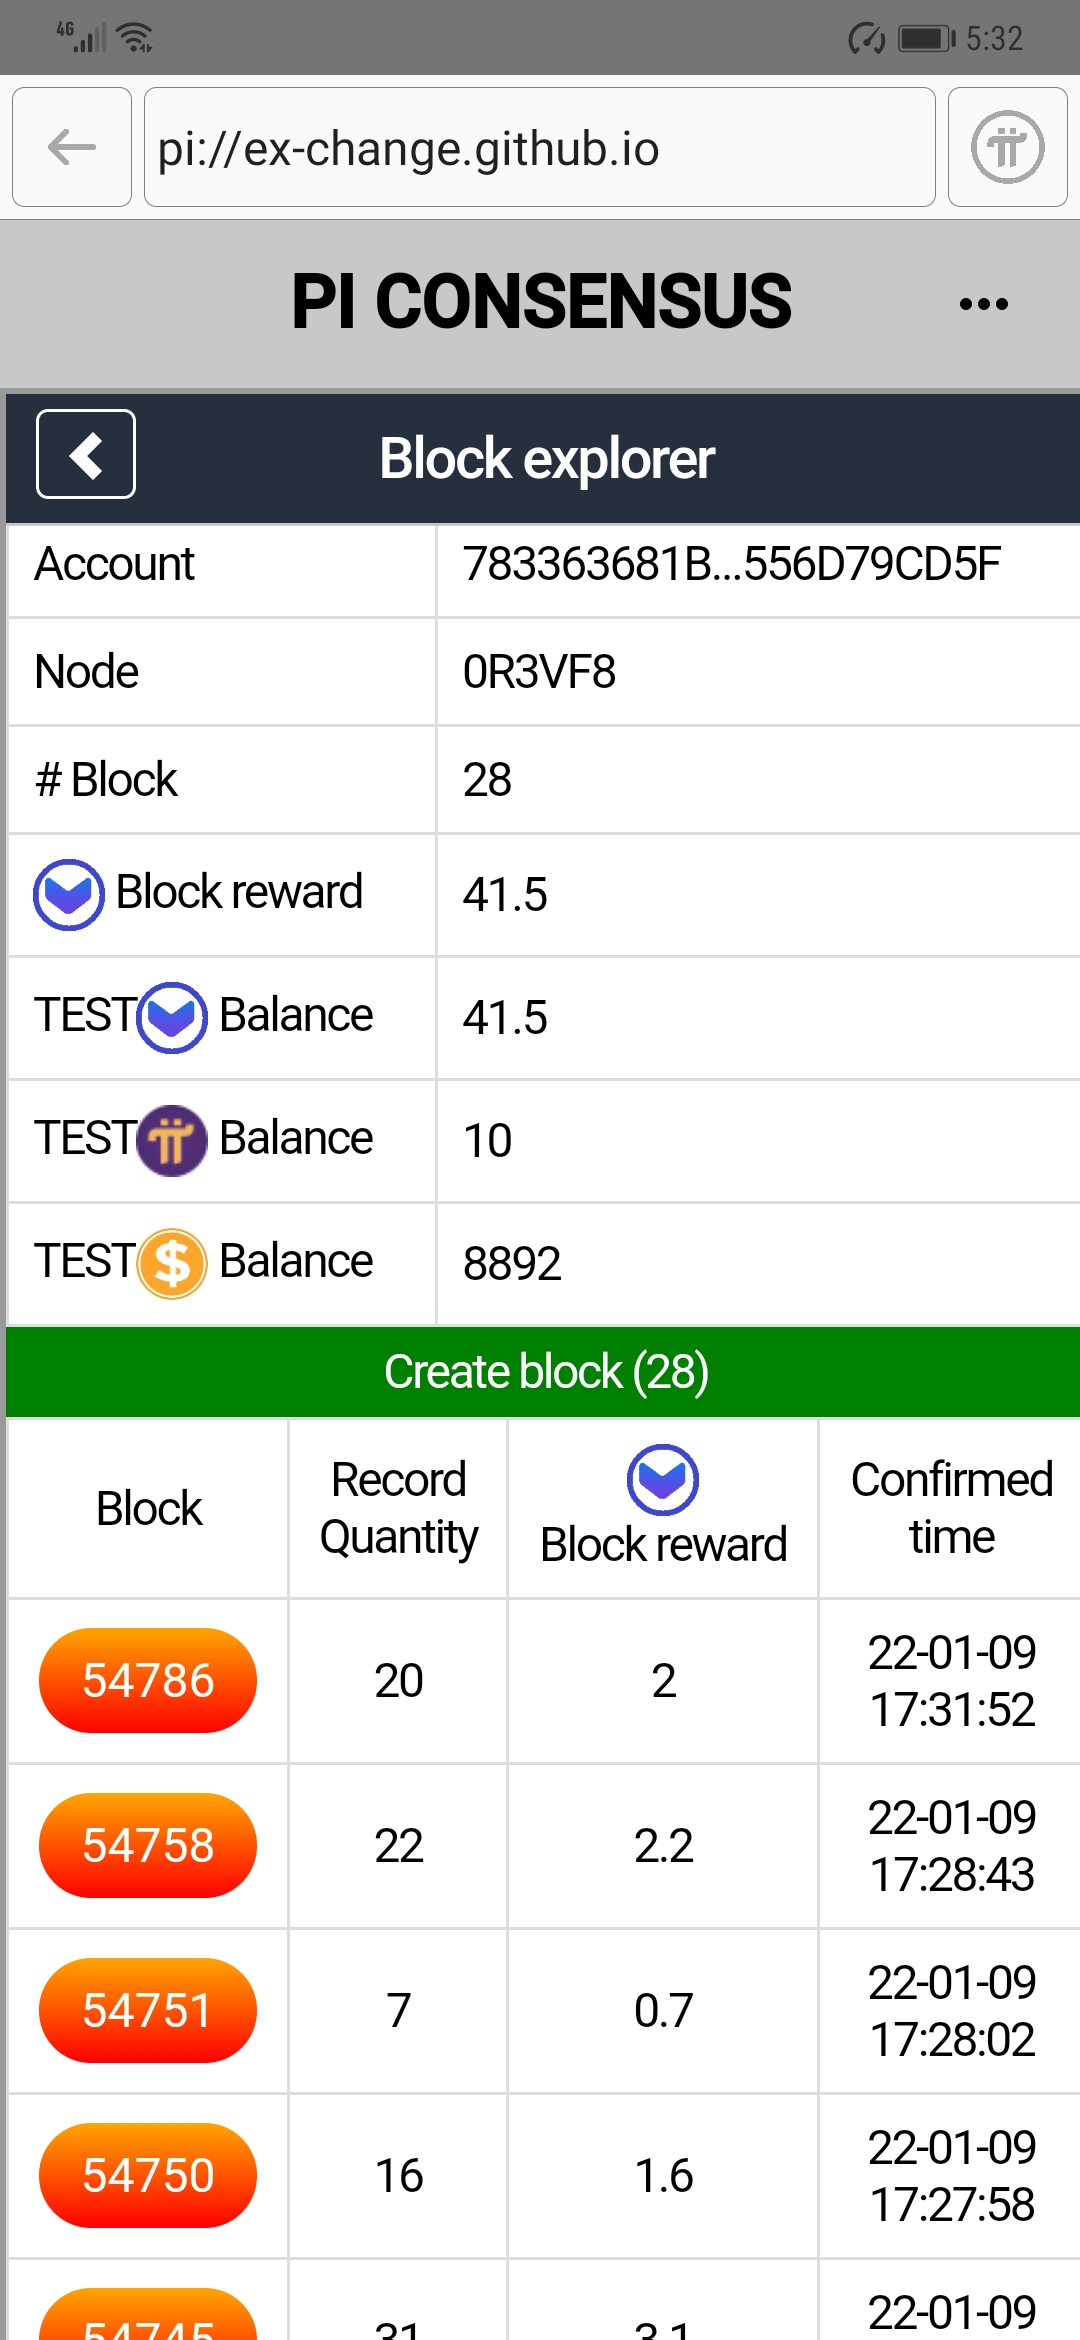 4G 5:32
pi://ex-change.github.io
PI CONSENSUS
Block explorer
Account 783363681B...556D79CD5F
Node 0R3VF8
# Block 28
Block reward 41.5
TEST Balance 41.5
TEST Balance 10
TEST $ Balance 8892
Create block (28)
Block Record Quantity Block reward Confirmed time
54786 20 2 22-01-09 17:31:52
54758 22 2.2 22-01-09 17:28:43
54751 7 0.7 22-01-09 17:28:02
54750 16 1.6 22-01-09 17:27:58
54745 31 3.1 22-01-09